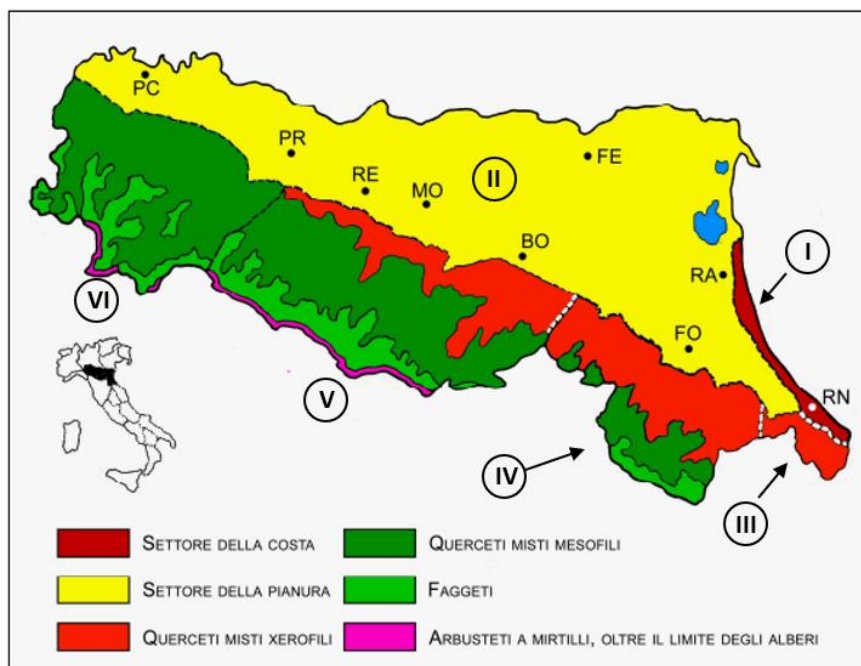 PC
PR
RE
MO
II
FE
BO
RA
I
VI
FO
RN
V
IV
III
SETTORE DELLA COSTA
QUERCETI MISTI MESOFILI
SETTORE DELLA PIANURA
FAGGETI
QUERCETI MISTI XEROFILI
ARBUSTETI A MIRTILLI, OLTRE IL LIMITE DEGLI ALBERI